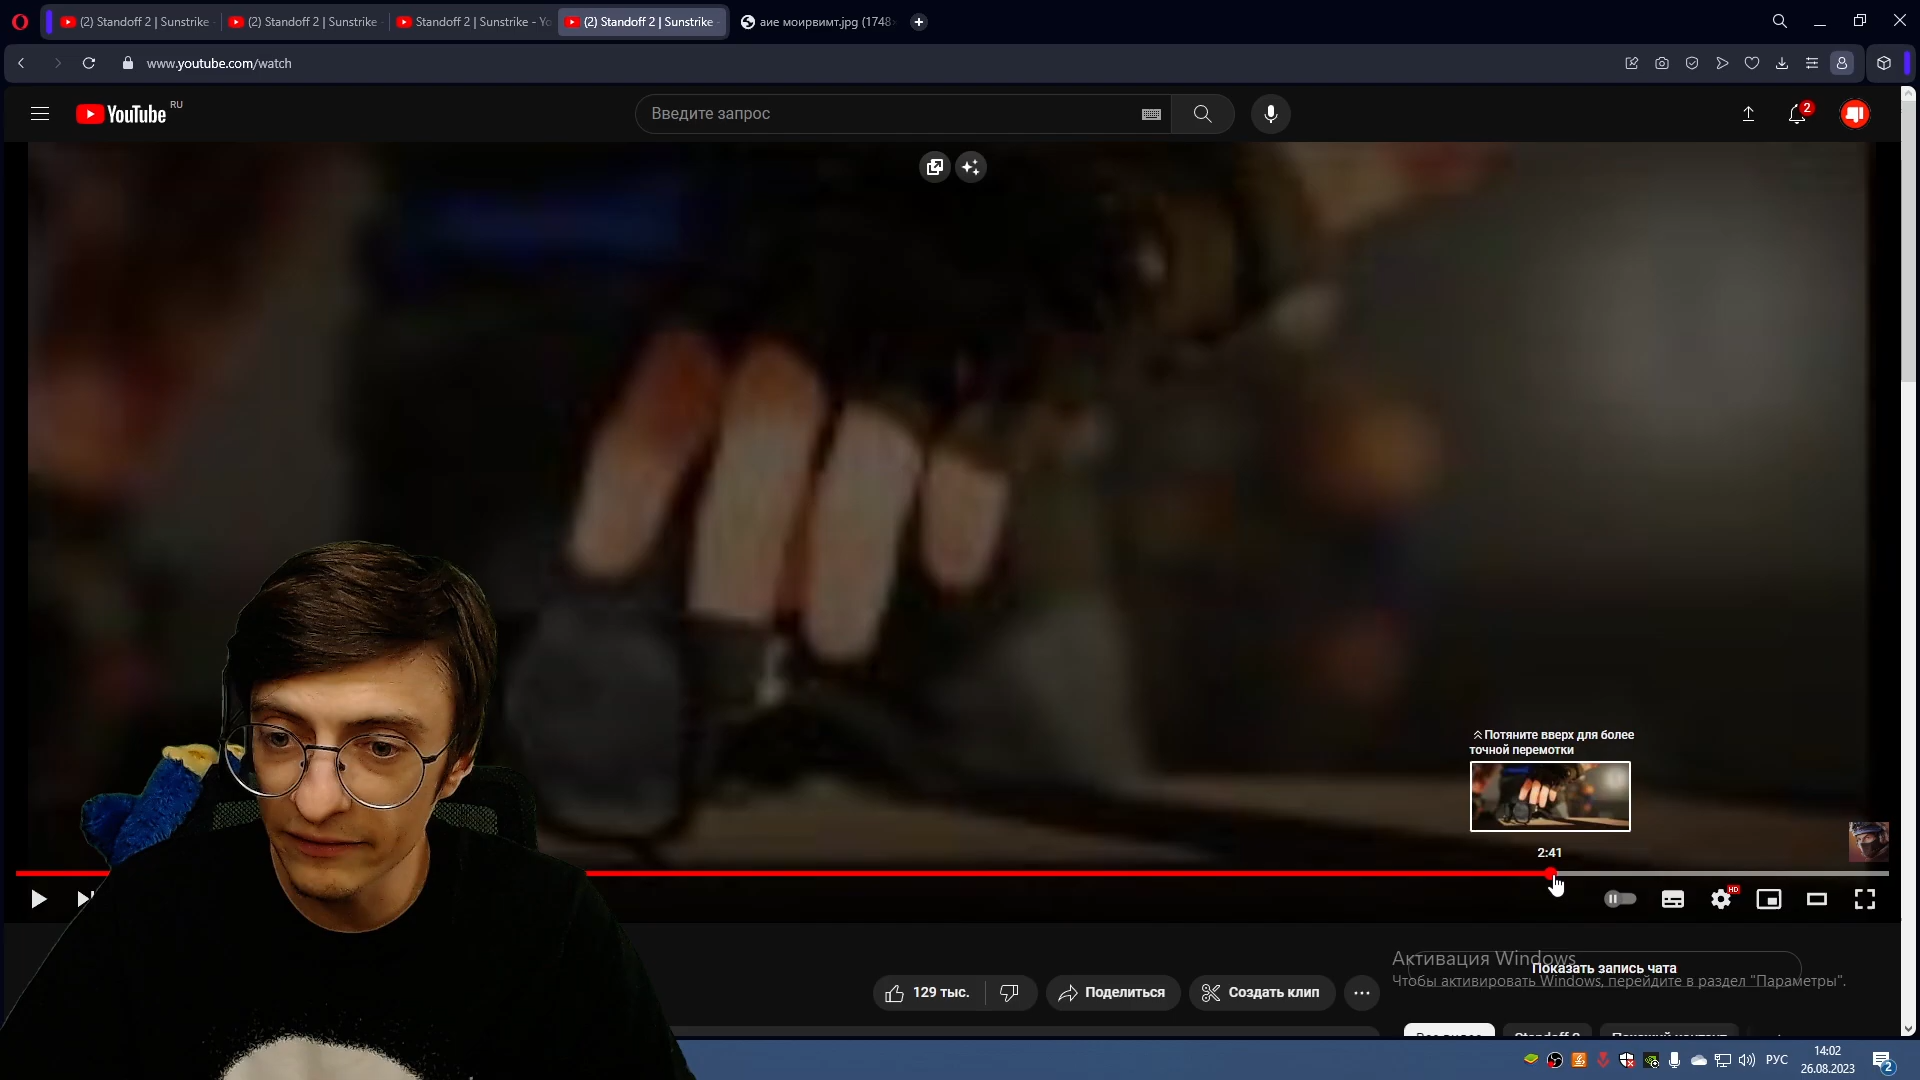 (2) Standoff 2 | Sunstrike
(2) Standoff 2 | Sunstrike
Standoff 2 | Sunstrike - Yo
(2) Standoff 2 | Sunstrike
аие моирвимт.jpg (1748
www.youtube.com/watch
YouTube RU
Введите запрос
2
Потяните вверх для более
точной перемотки
2:41
HD
129 тыс.
Поделиться
Создать клип
Активация Windows
Показать запись чата
Чтобы активировать Windows, перейдите в раздел "Параметры".
РУС
14:02
26.08.2023
2